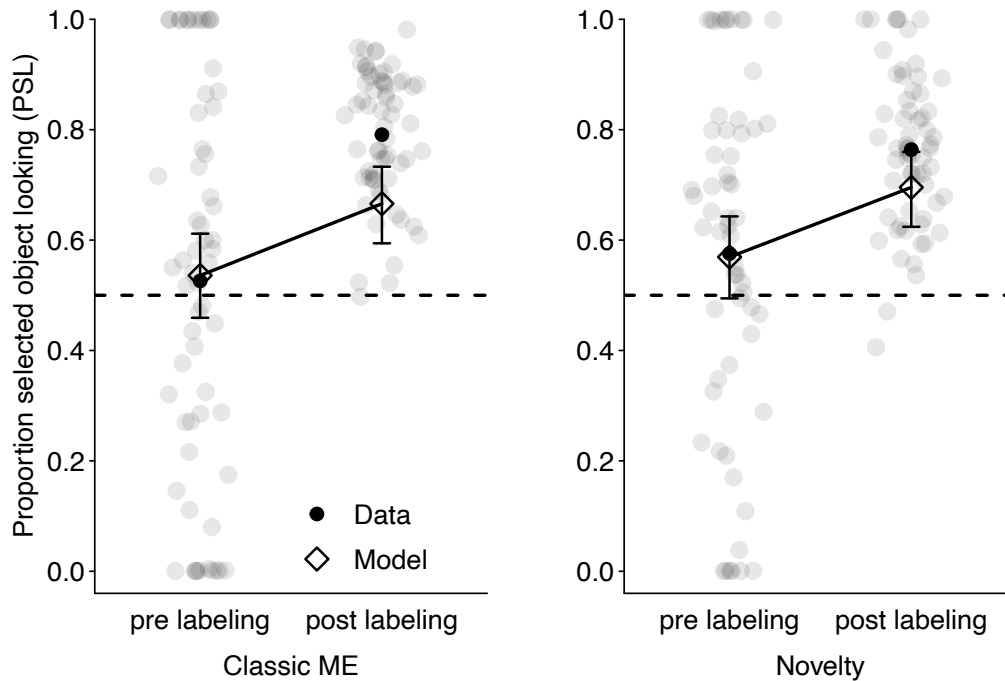 Proportion selected object looking (PSL)
1.0
0.8
0.6
0.4
0.2
0.0
Data
Model
pre labeling
post labeling
Classic ME
1.0
0.8
0.6
0.4
0.2
0.0
pre labeling
post labeling
Novelty